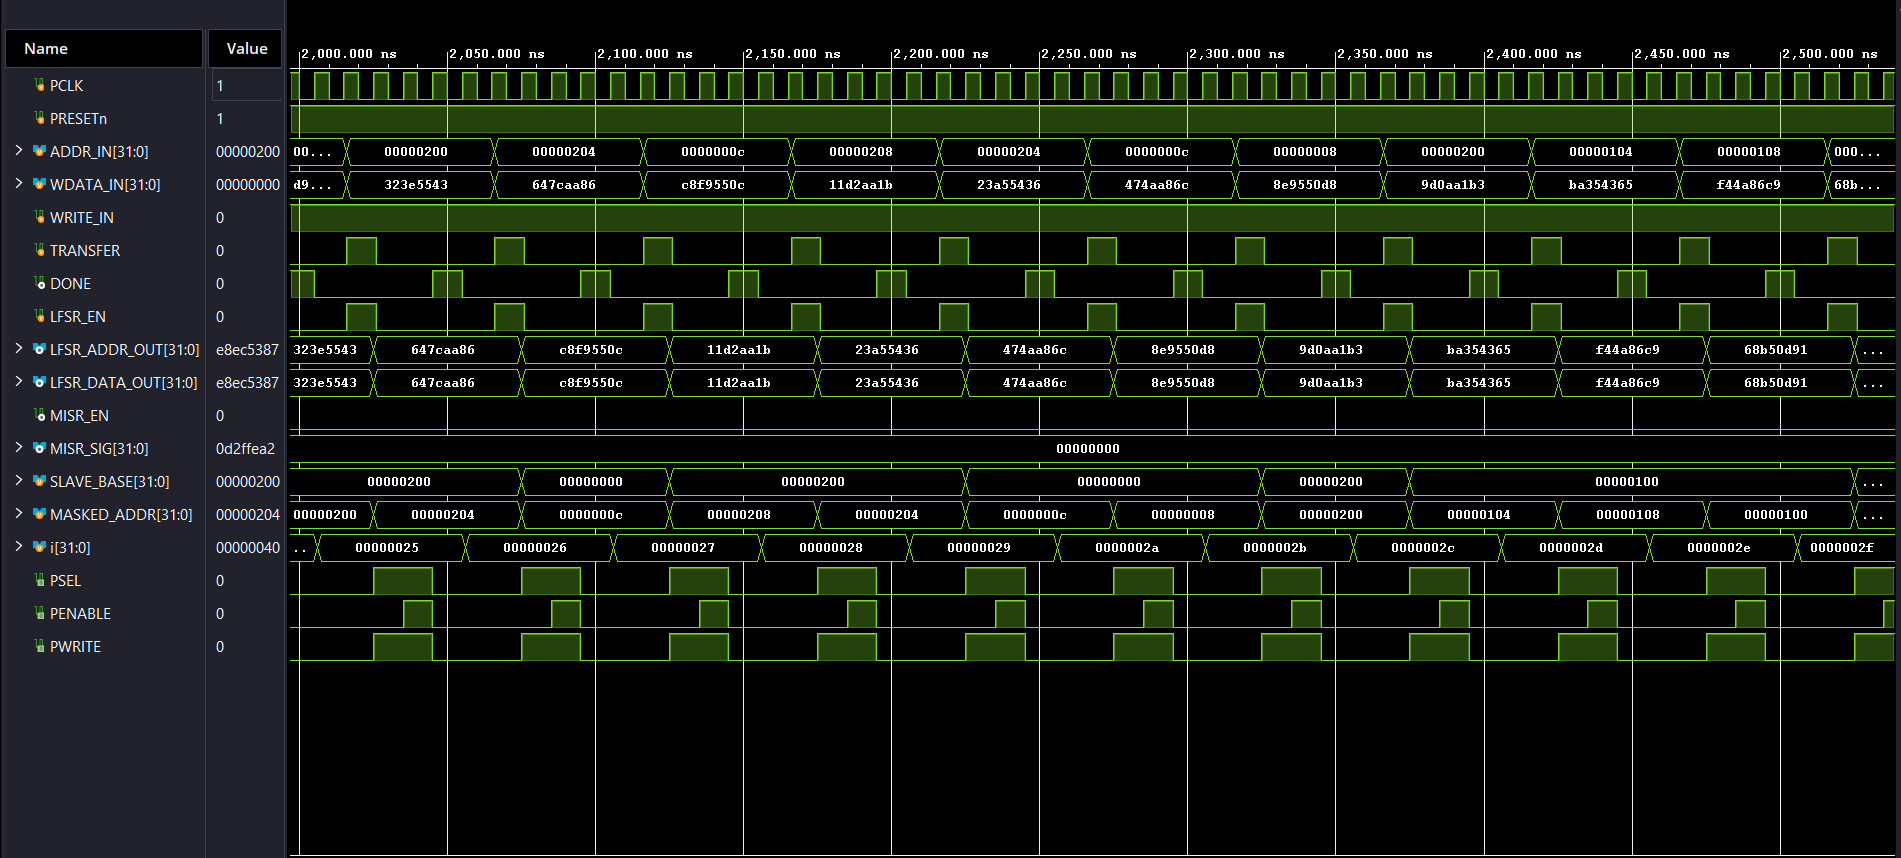 Name Value
2,000.000 ns 2,050.000 ns 2,100.000 ns 2,150.000 ns 2,200.000 ns 2,250.000 ns 2,300.000 ns 2,350.000 ns 2,400.000 ns 2,450.000 ns 2,500.000 ns
PCLK 1
PRESETn 1
ADDR_IN[31:0] 00000200 00... 00000200 00000204 0000000c 00000208 00000204 0000000c 00000008 00000200 00000104 00000108 000...
WDATA_IN[31:0] 00000000 d9... 323e5543 647caa86 c8f9550c 11d2aa1b 23a55436 474aa86c 8e9550d8 9d0aa1b3 ba354365 f44a86c9 68b...
WRITE_IN 0
TRANSFER 0
DONE 0
LFSR_EN 0
LFSR_ADDR_OUT[31:0] e8ec5387 323e5543 647caa86 c8f9550c 11d2aa1b 23a55436 474aa86c 8e9550d8 9d0aa1b3 ba354365 f44a86c9 68b50d91 ...
LFSR_DATA_OUT[31:0] e8ec5387 323e5543 647caa86 c8f9550c 11d2aa1b 23a55436 474aa86c 8e9550d8 9d0aa1b3 ba354365 f44a86c9 68b50d91 ...
MISR_EN 0
MISR_SIG[31:0] 0d2ffea2 00000000
SLAVE_BASE[31:0] 00000200 00000200 00000000 00000200 00000000 00000200 00000100 ...
MASKED_ADDR[31:0] 00000204 00000200 00000204 0000000c 00000208 00000204 0000000c 00000008 00000200 00000104 00000108 00000100 ...
i[31:0] 00000040 .. 00000025 00000026 00000027 00000028 00000029 0000002a 0000002b 0000002c 0000002d 0000002e 0000002f
PSEL 0
PENABLE 0
PWRITE 0